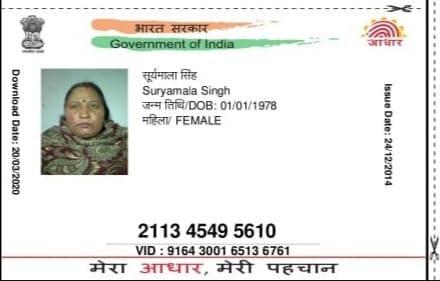 भारत सरकार
Government of India
आधार
Download Date: 20/03/2020
सूर्यमाला सिंह
Suryamala Singh
जन्म तिथि/DOB: 01/01/1978
महिला/ FEMALE
Issue Date: 24/12/2014
2113 4549 5610
VID : 9164 3001 6513 6761
मेरा आधार, मेरी पहचान